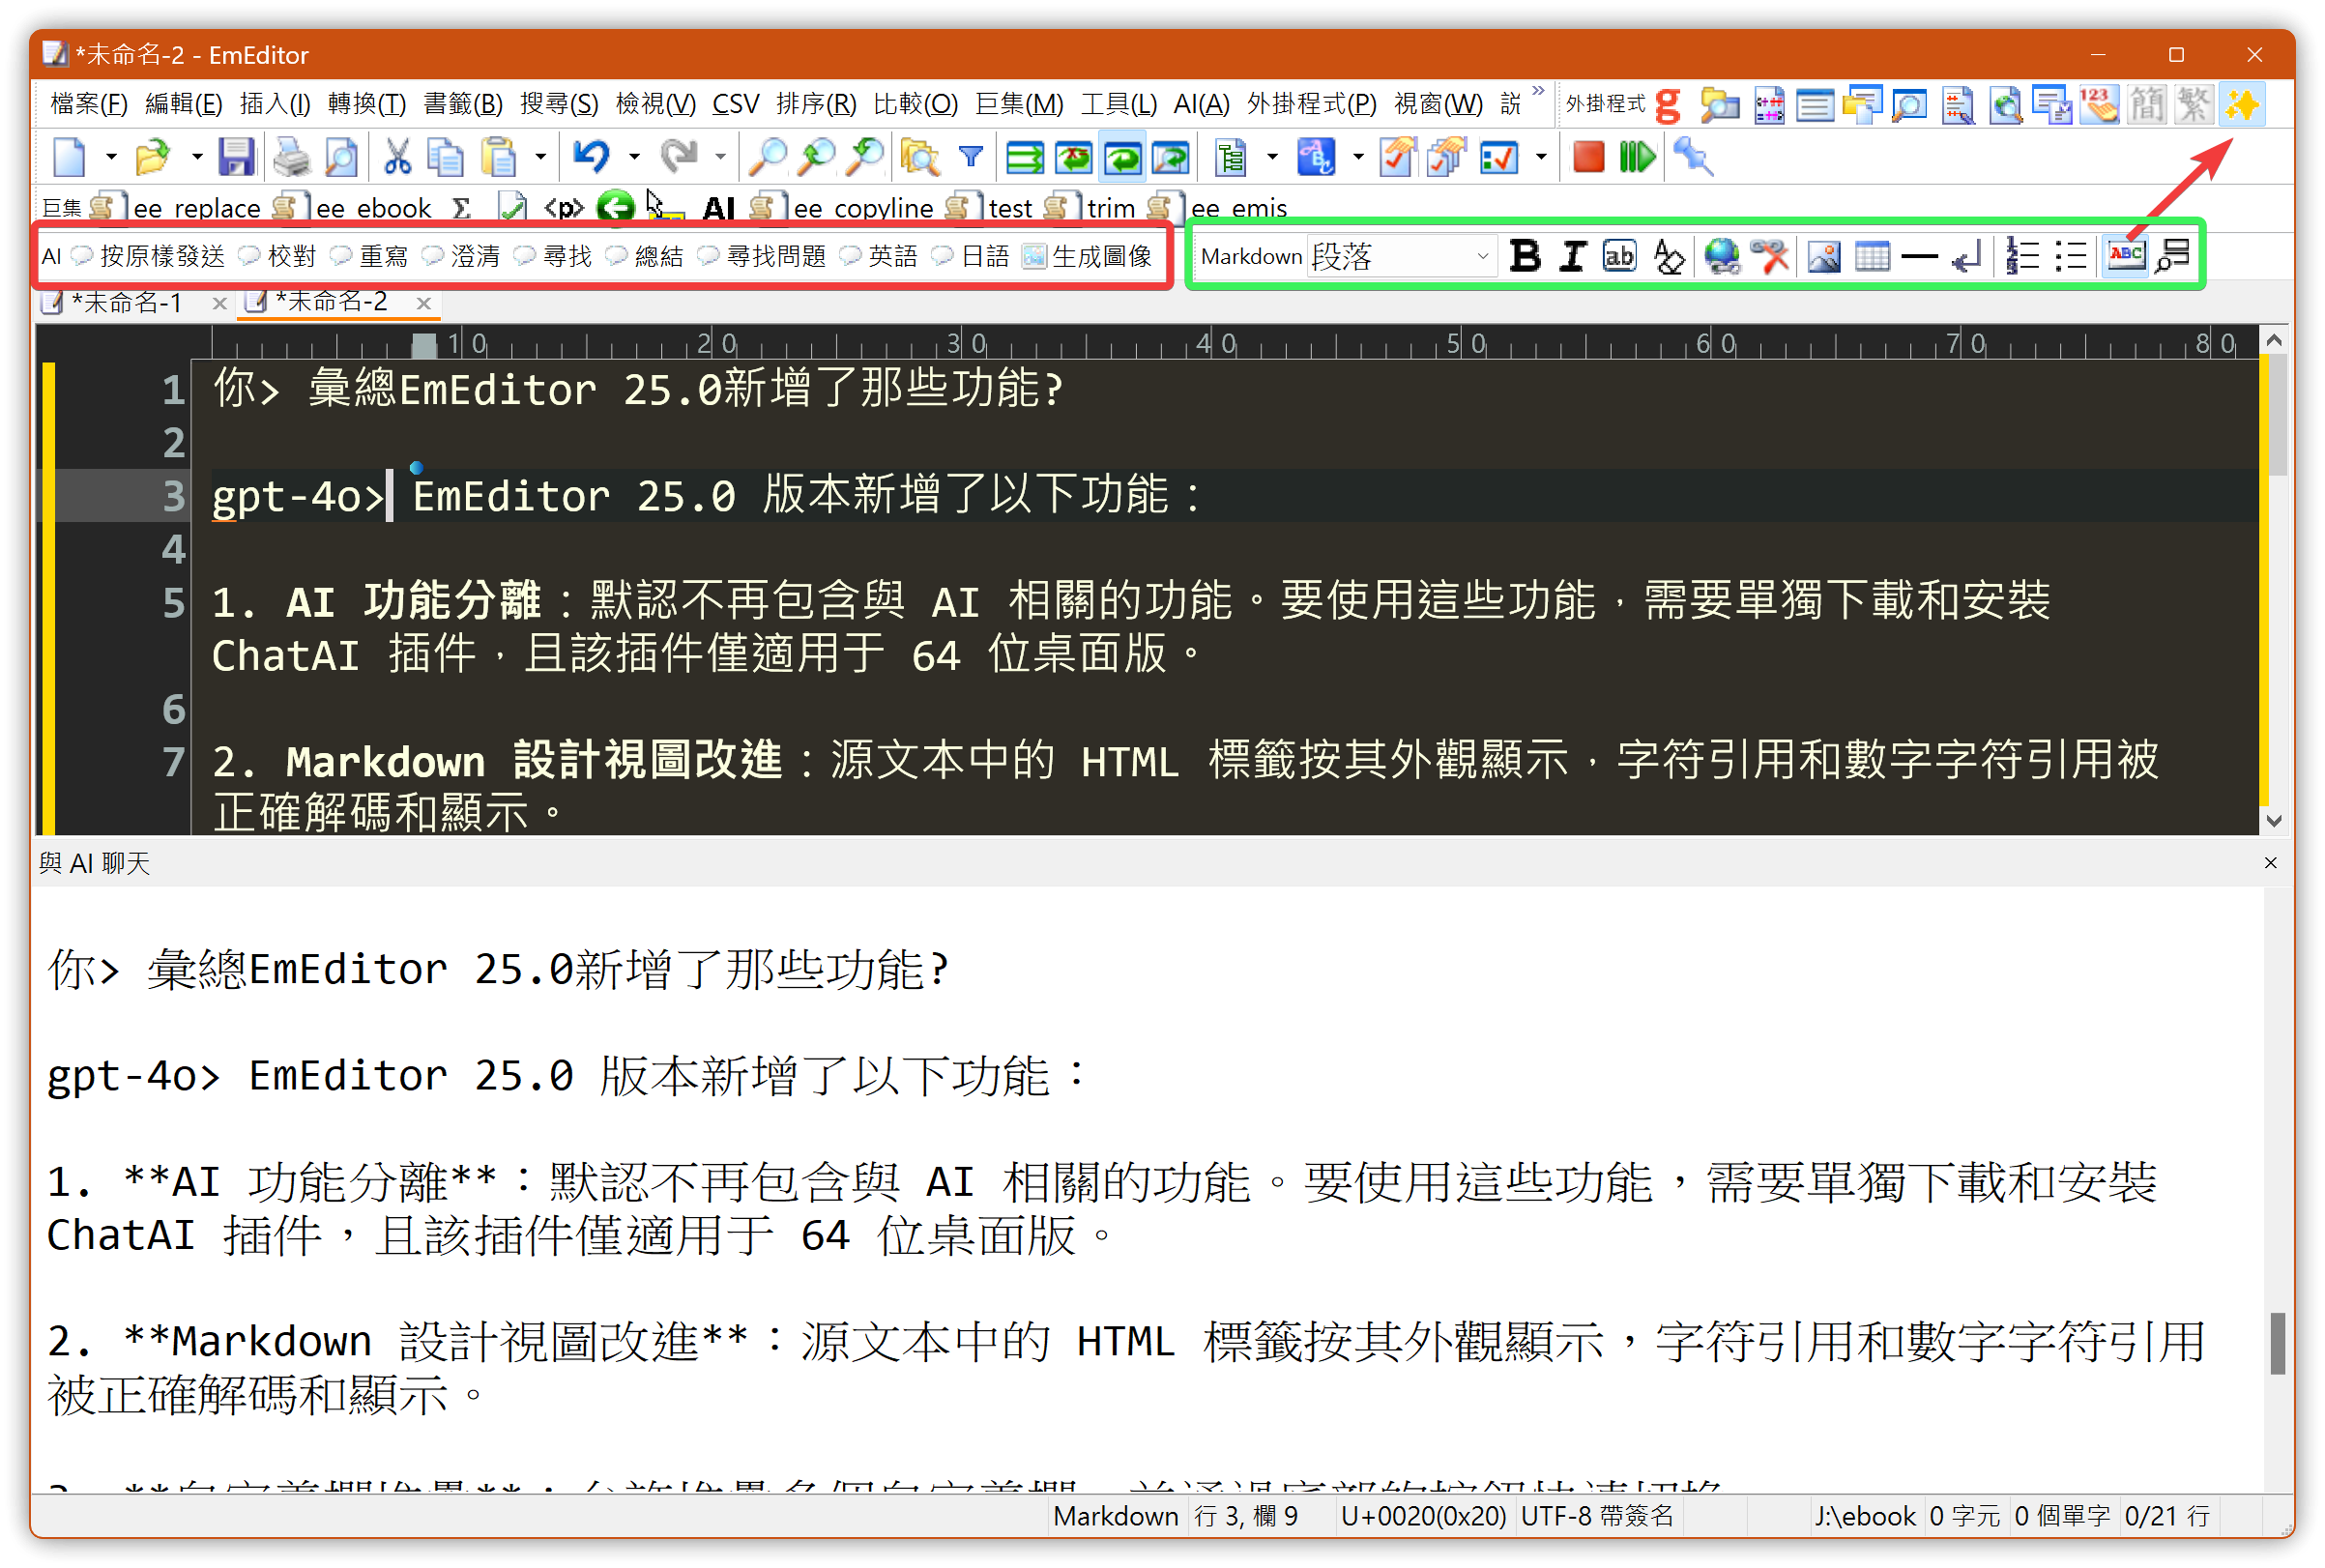 *未命名-2 - EmEditor
檔案(F) 編輯(E) 插入(I) 轉換(T) 書籤(B) 搜尋(S) 檢視(V) CSV 排序(R) 比較(O) 巨集(M) 工具(L) AI(A) 外掛程式(P) 視窗(W) 説 » 外掛程式 g 123 簡 繁
巨集 ee_replace ee_ebook Σ <p> AI ee_copyline test trim ee_emis
AI 按原樣發送 校對 重寫 澄清 尋找 總結 尋找問題 英語 日語 生成圖像 Markdown 段落 B I ab ABC
*未命名-1 × *未命名-2 ×
10 20 30 40 50 60 70 80
1 你> 彙總EmEditor 25.0新增了那些功能?
2
3 gpt-4o> EmEditor 25.0 版本新增了以下功能：
4
5 1. AI 功能分離：默認不再包含與 AI 相關的功能。要使用這些功能，需要單獨下載和安裝
ChatAI 插件，且該插件僅適用于 64 位桌面版。
6
7 2. Markdown 設計視圖改進：源文本中的 HTML 標籤按其外觀顯示，字符引用和數字字符引用被
正確解碼和顯示。
與 AI 聊天
你> 彙總EmEditor 25.0新增了那些功能?
gpt-4o> EmEditor 25.0 版本新增了以下功能：
1. **AI 功能分離**：默認不再包含與 AI 相關的功能。要使用這些功能，需要單獨下載和安裝
ChatAI 插件，且該插件僅適用于 64 位桌面版。
2. **Markdown 設計視圖改進**：源文本中的 HTML 標籤按其外觀顯示，字符引用和數字字符引用
被正確解碼和顯示。
Markdown 行 3, 欄 9 U+0020(0x20) UTF-8 帶簽名 J:\ebook 0 字元 0 個單字 0/21 行